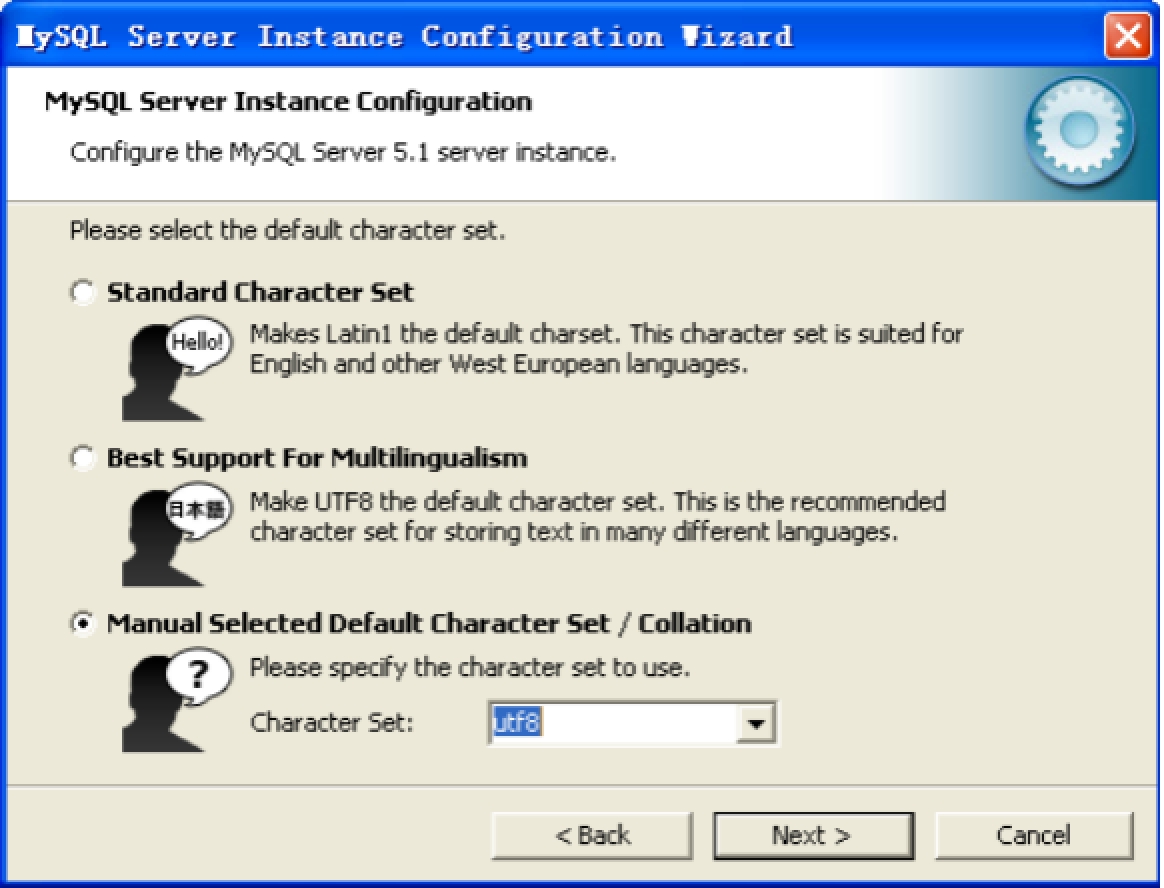 MySQL Server Instance Configuration Wizard
MySQL Server Instance Configuration
Configure the MySQL Server 5.1 server instance.
Please select the default character set.
Standard Character Set
Hello!
Makes Latin1 the default charset. This character set is suited for
English and other West European languages.
Best Support For Multilingualism
日本語
Make UTF8 the default character set. This is the recommended
character set for storing text in many different languages.
Manual Selected Default Character Set / Collation
?
Please specify the character set to use.
Character Set: utf8
< Back Next > Cancel